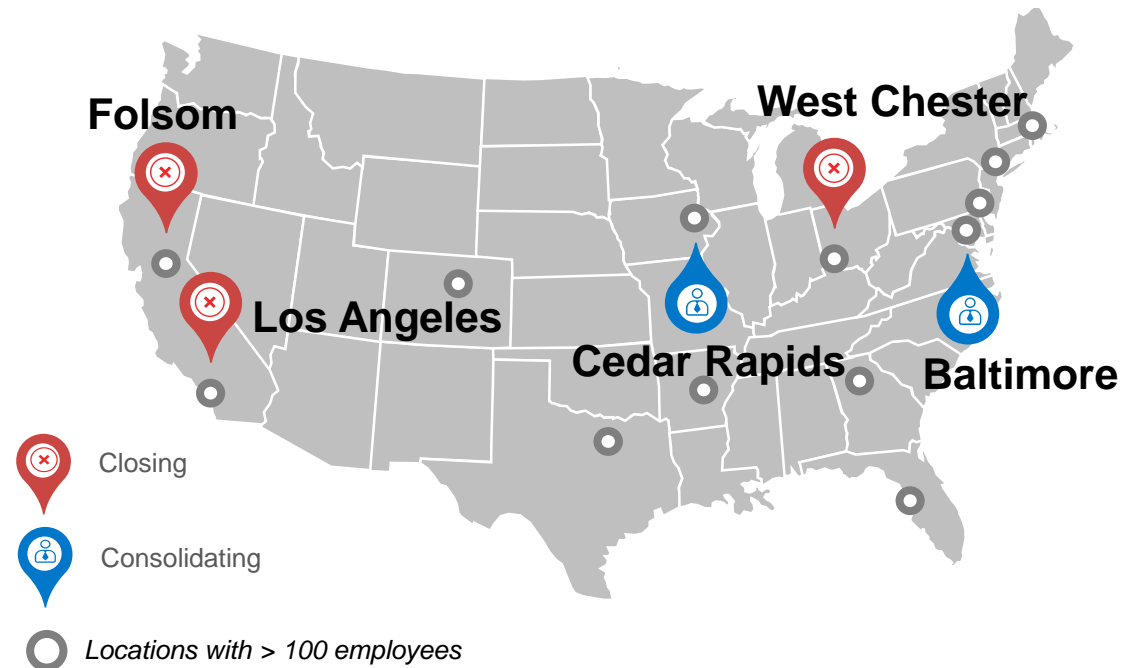 West Chester
Folsom
Los Angeles
Cedar Rapids
Baltimore
Closing
Consolidating
Locations with > 100 employees